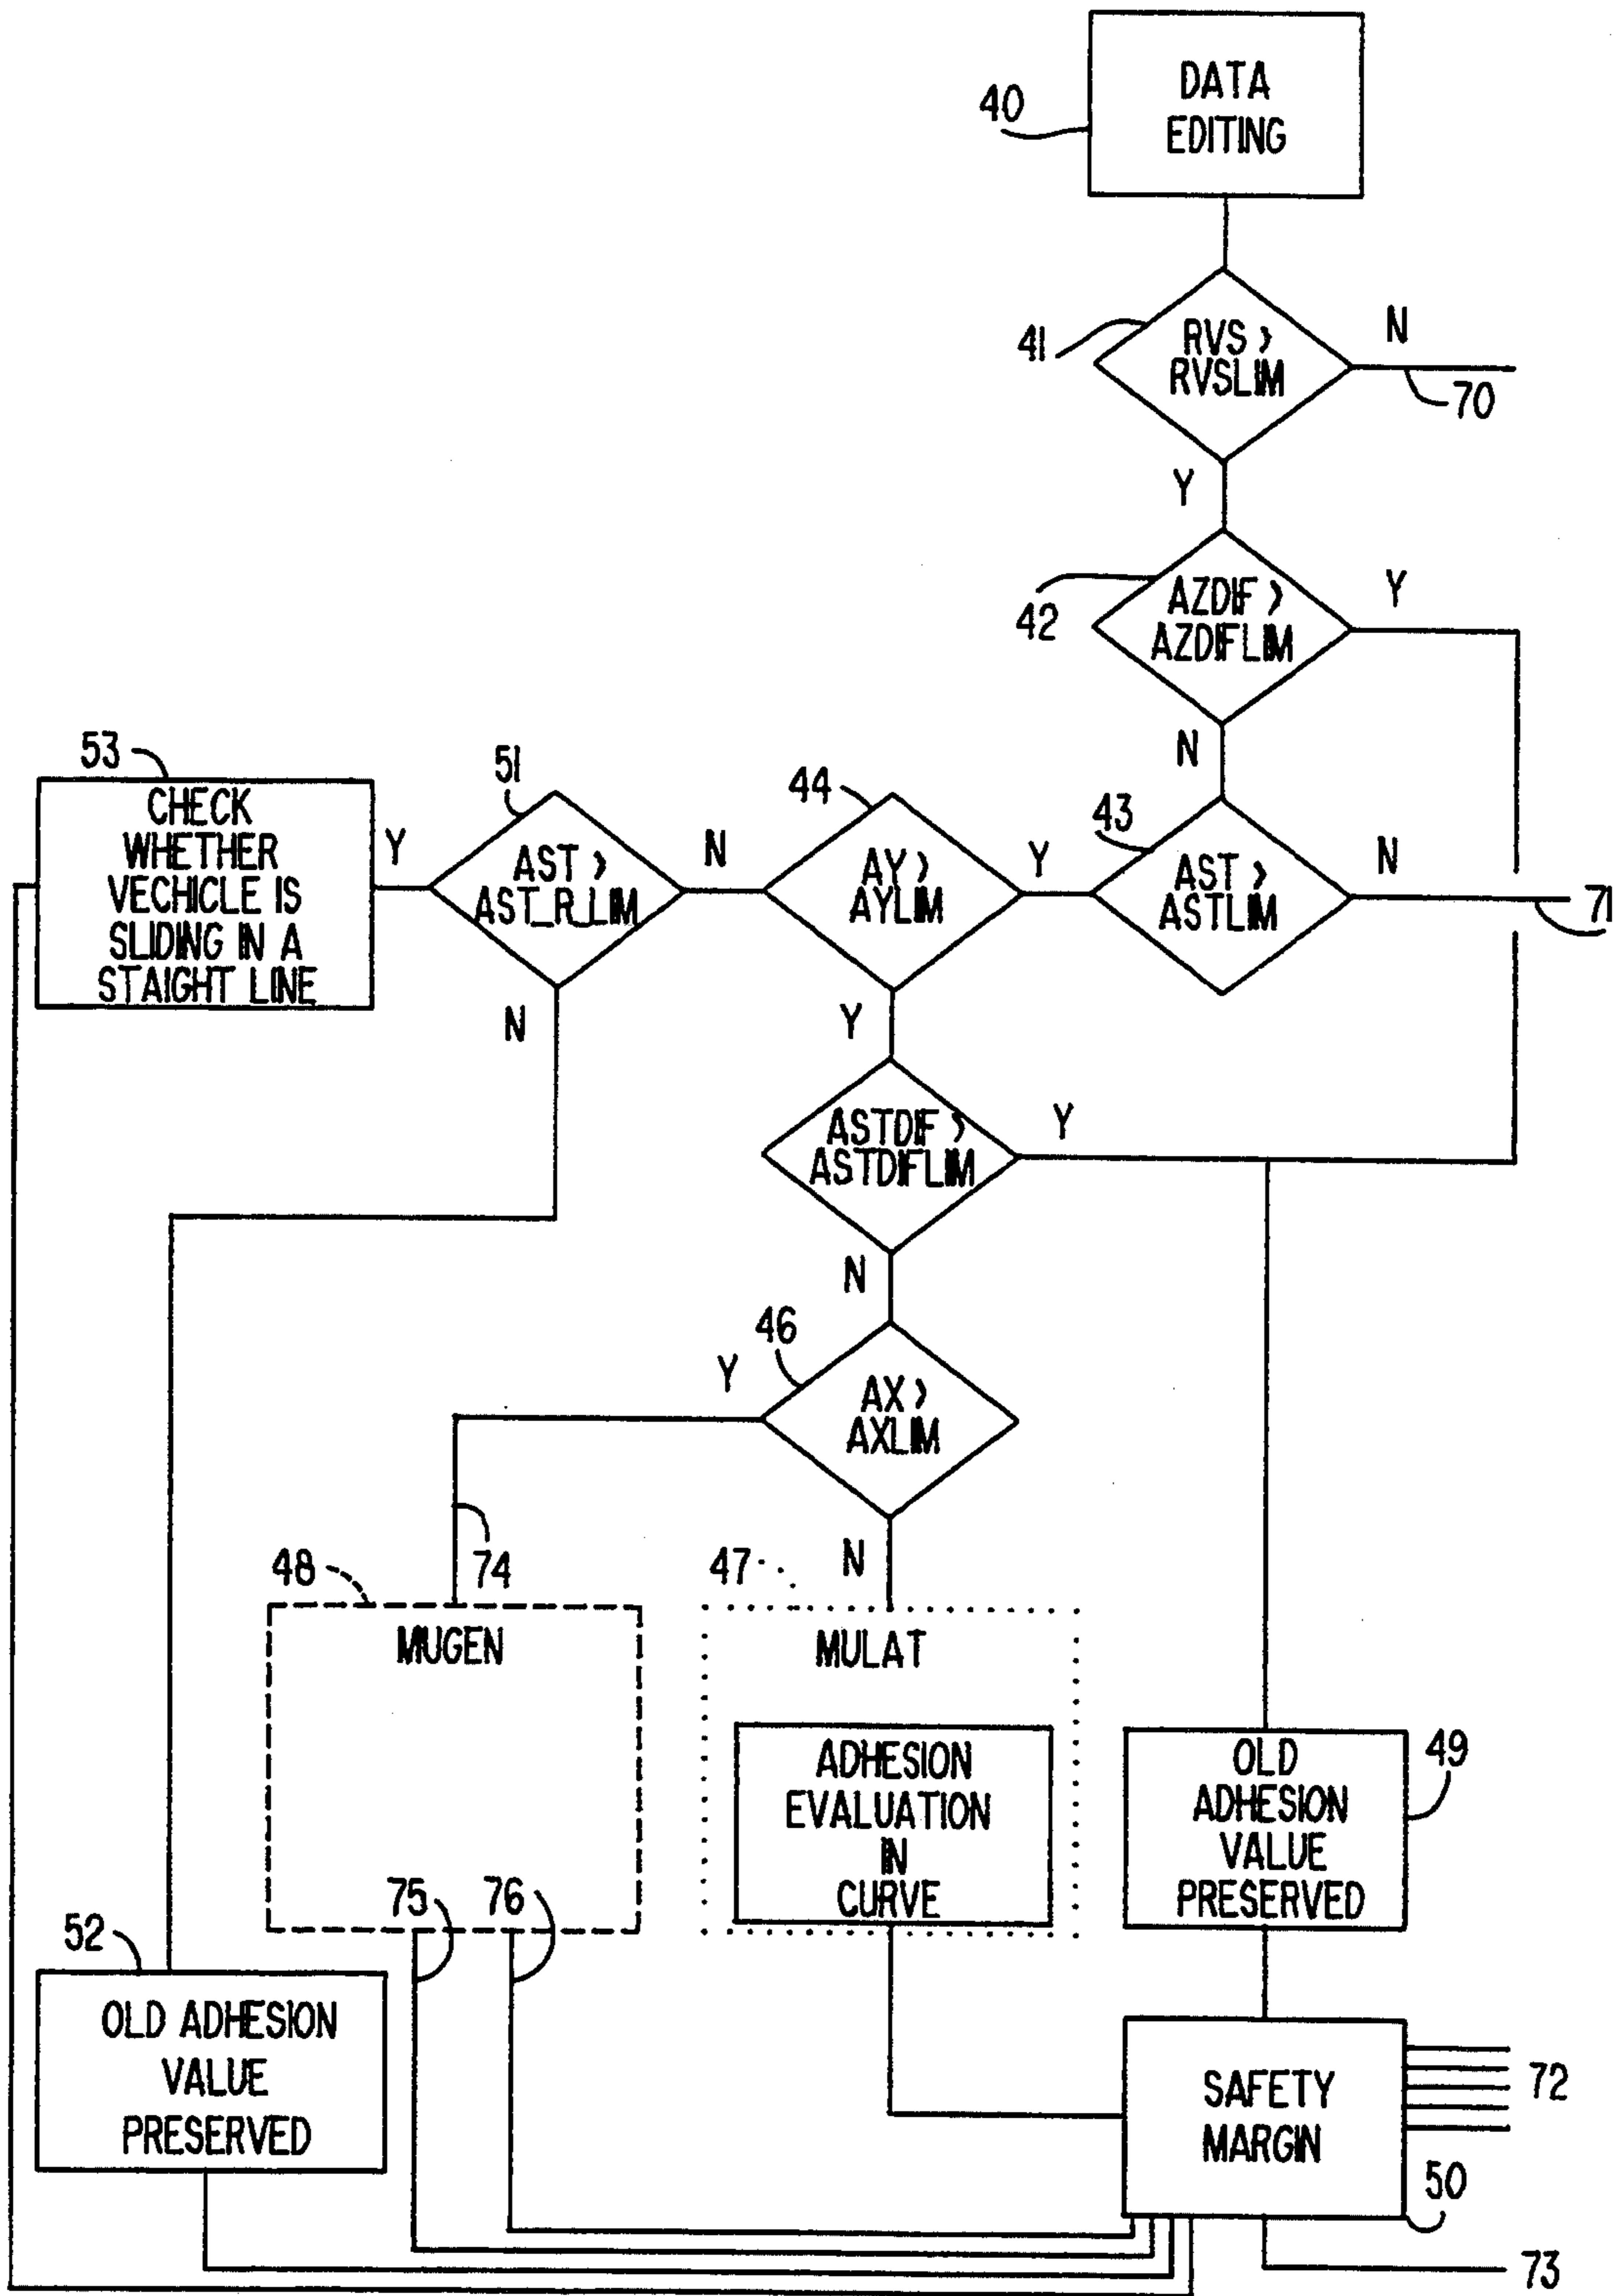 DATA
EDITING
40
41
RVS >
RVSLIM
N
70
Y
42
AZDIF >
AZDIFLIM
Y
N
53
CHECK
WHETHER
VECHICLE IS
SLIDING IN A
STAIGHT LINE
Y
51
AST >
AST_R_LIM
N
N
44
AY >
AYLIM
Y
Y
43
AST >
ASTLIM
N
71
ASTDIF >
ASTDIFLIM
Y
N
46
AX >
AXLIM
Y
N
74
48
MUGEN
75
76
47
MULAT
ADHESION
EVALUATION
IN
CURVE
OLD
ADHESION
VALUE
PRESERVED
49
52
OLD ADHESION
VALUE
PRESERVED
SAFETY
MARGIN
72
50
73